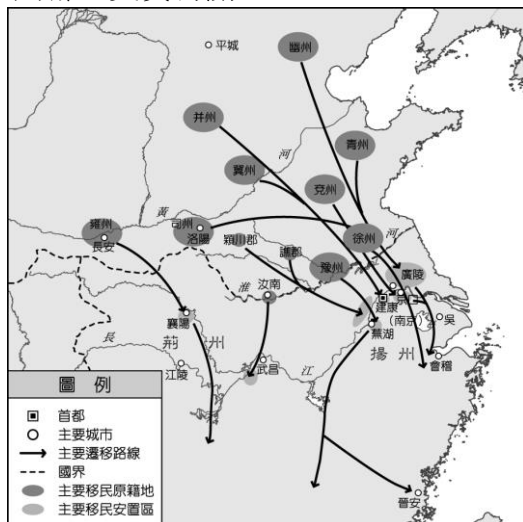 幽州
平城
并州
青州
冀州
河
兗州
黃
雍州
長安
司州
洛陽
潁川郡
譙郡
徐州
河
豫州
廣陵
淮
汝南
建康
(南京)
京口
吳
襄陽
蕪湖
荊州
揚州
會稽
長
江陵
武昌
江
晉安
圖例
首都
主要城市
主要遷移路線
國界
主要移民原籍地
主要移民安置區